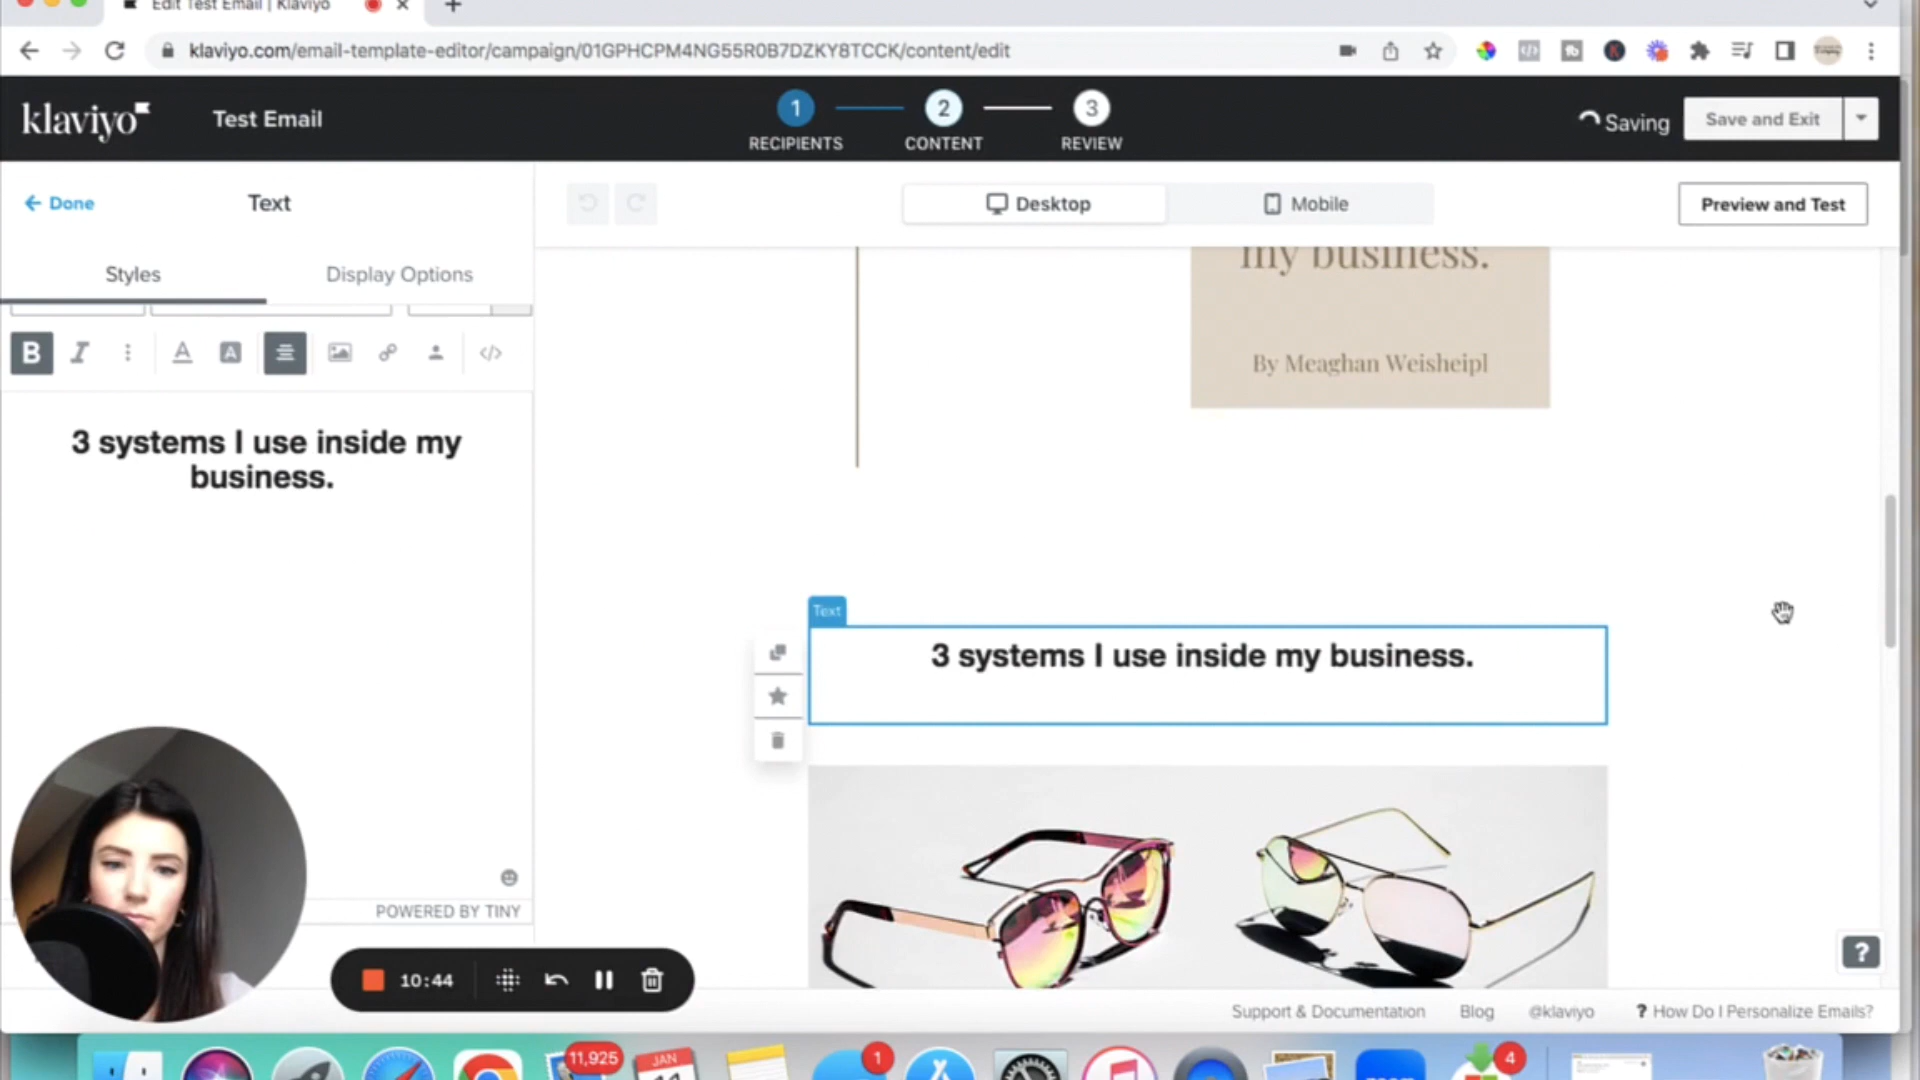 Edit Test Email | Klaviyo
klaviyo.com/email-template-editor/campaign/01GPHCPM4NG55R0B7DZKY8TCCK/content/edit
klaviyo
Test Email
1
2
3
RECIPIENTS
CONTENT
REVIEW
Saving
Save and Exit
Done
Text
Desktop
Mobile
Preview and Test
Styles
Display Options
my business.
By Meaghan Weisheipl
B
I
A
A
3 systems I use inside my
business.
Text
3 systems I use inside my business.
POWERED BY TINY
10:44
?
Support & Documentation
Blog
@klaviyo
? How Do I Personalize Emails?
11,925
JAN
1
4
zoom